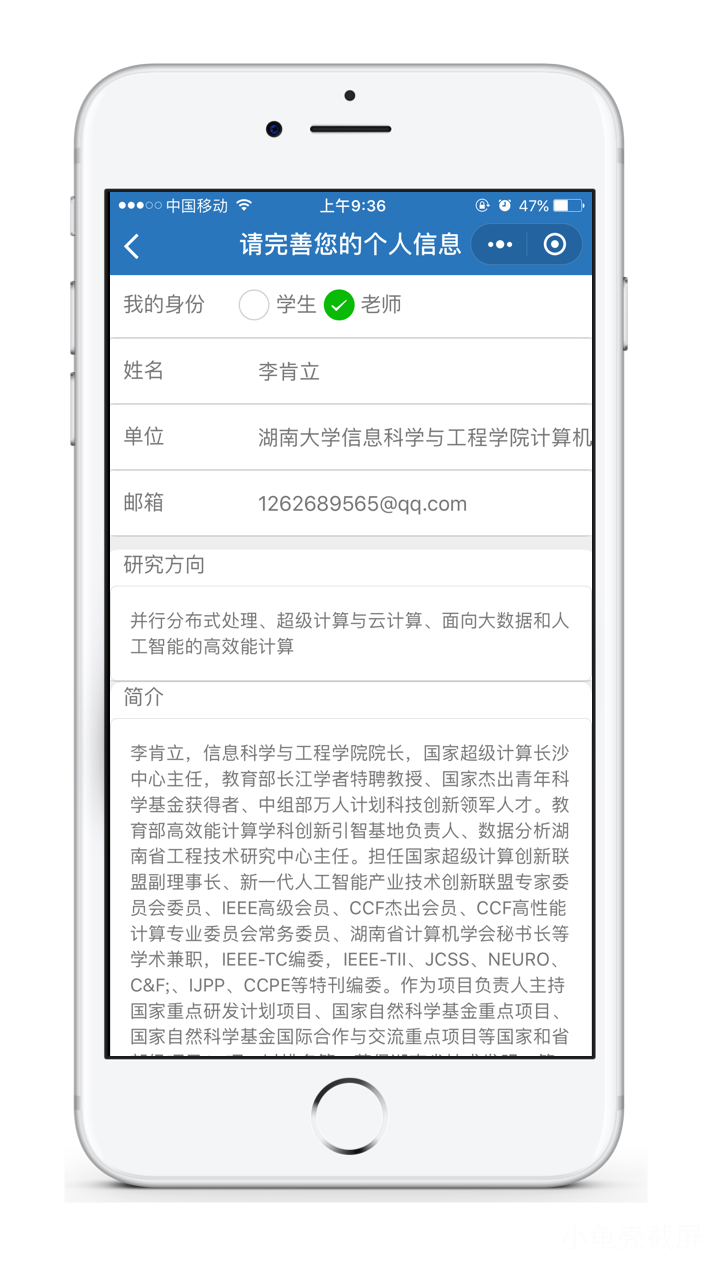 中国移动 上午9:36 47%
请完善您的个人信息
我的身份 学生 老师
姓名 李肯立
单位 湖南大学信息科学与工程学院计算机
邮箱 1262689565@qq.com
研究方向
并行分布式处理、超级计算与云计算、面向大数据和人
工智能的高效能计算
简介
李肯立，信息科学与工程学院院长，国家超级计算长沙
中心主任，教育部长江学者特聘教授、国家杰出青年科
学基金获得者、中组部万人计划科技创新领军人才。教
育部高效能计算学科创新引智基地负责人、数据分析湖
南省工程技术研究中心主任。担任国家超级计算创新联
盟副理事长、新一代人工智能产业技术创新联盟专家委
员会委员、IEEE高级会员、CCF杰出会员、CCF高性能
计算专业委员会常务委员、湖南省计算机学会秘书长等
学术兼职，IEEE-TC编委，IEEE-TII、JCSS、NEURO、
C&F;、IJPP、CCPE等特刊编委。作为项目负责人主持
国家重点研发计划项目、国家自然科学基金重点项目、
国家自然科学基金国际合作与交流重点项目等国家和省